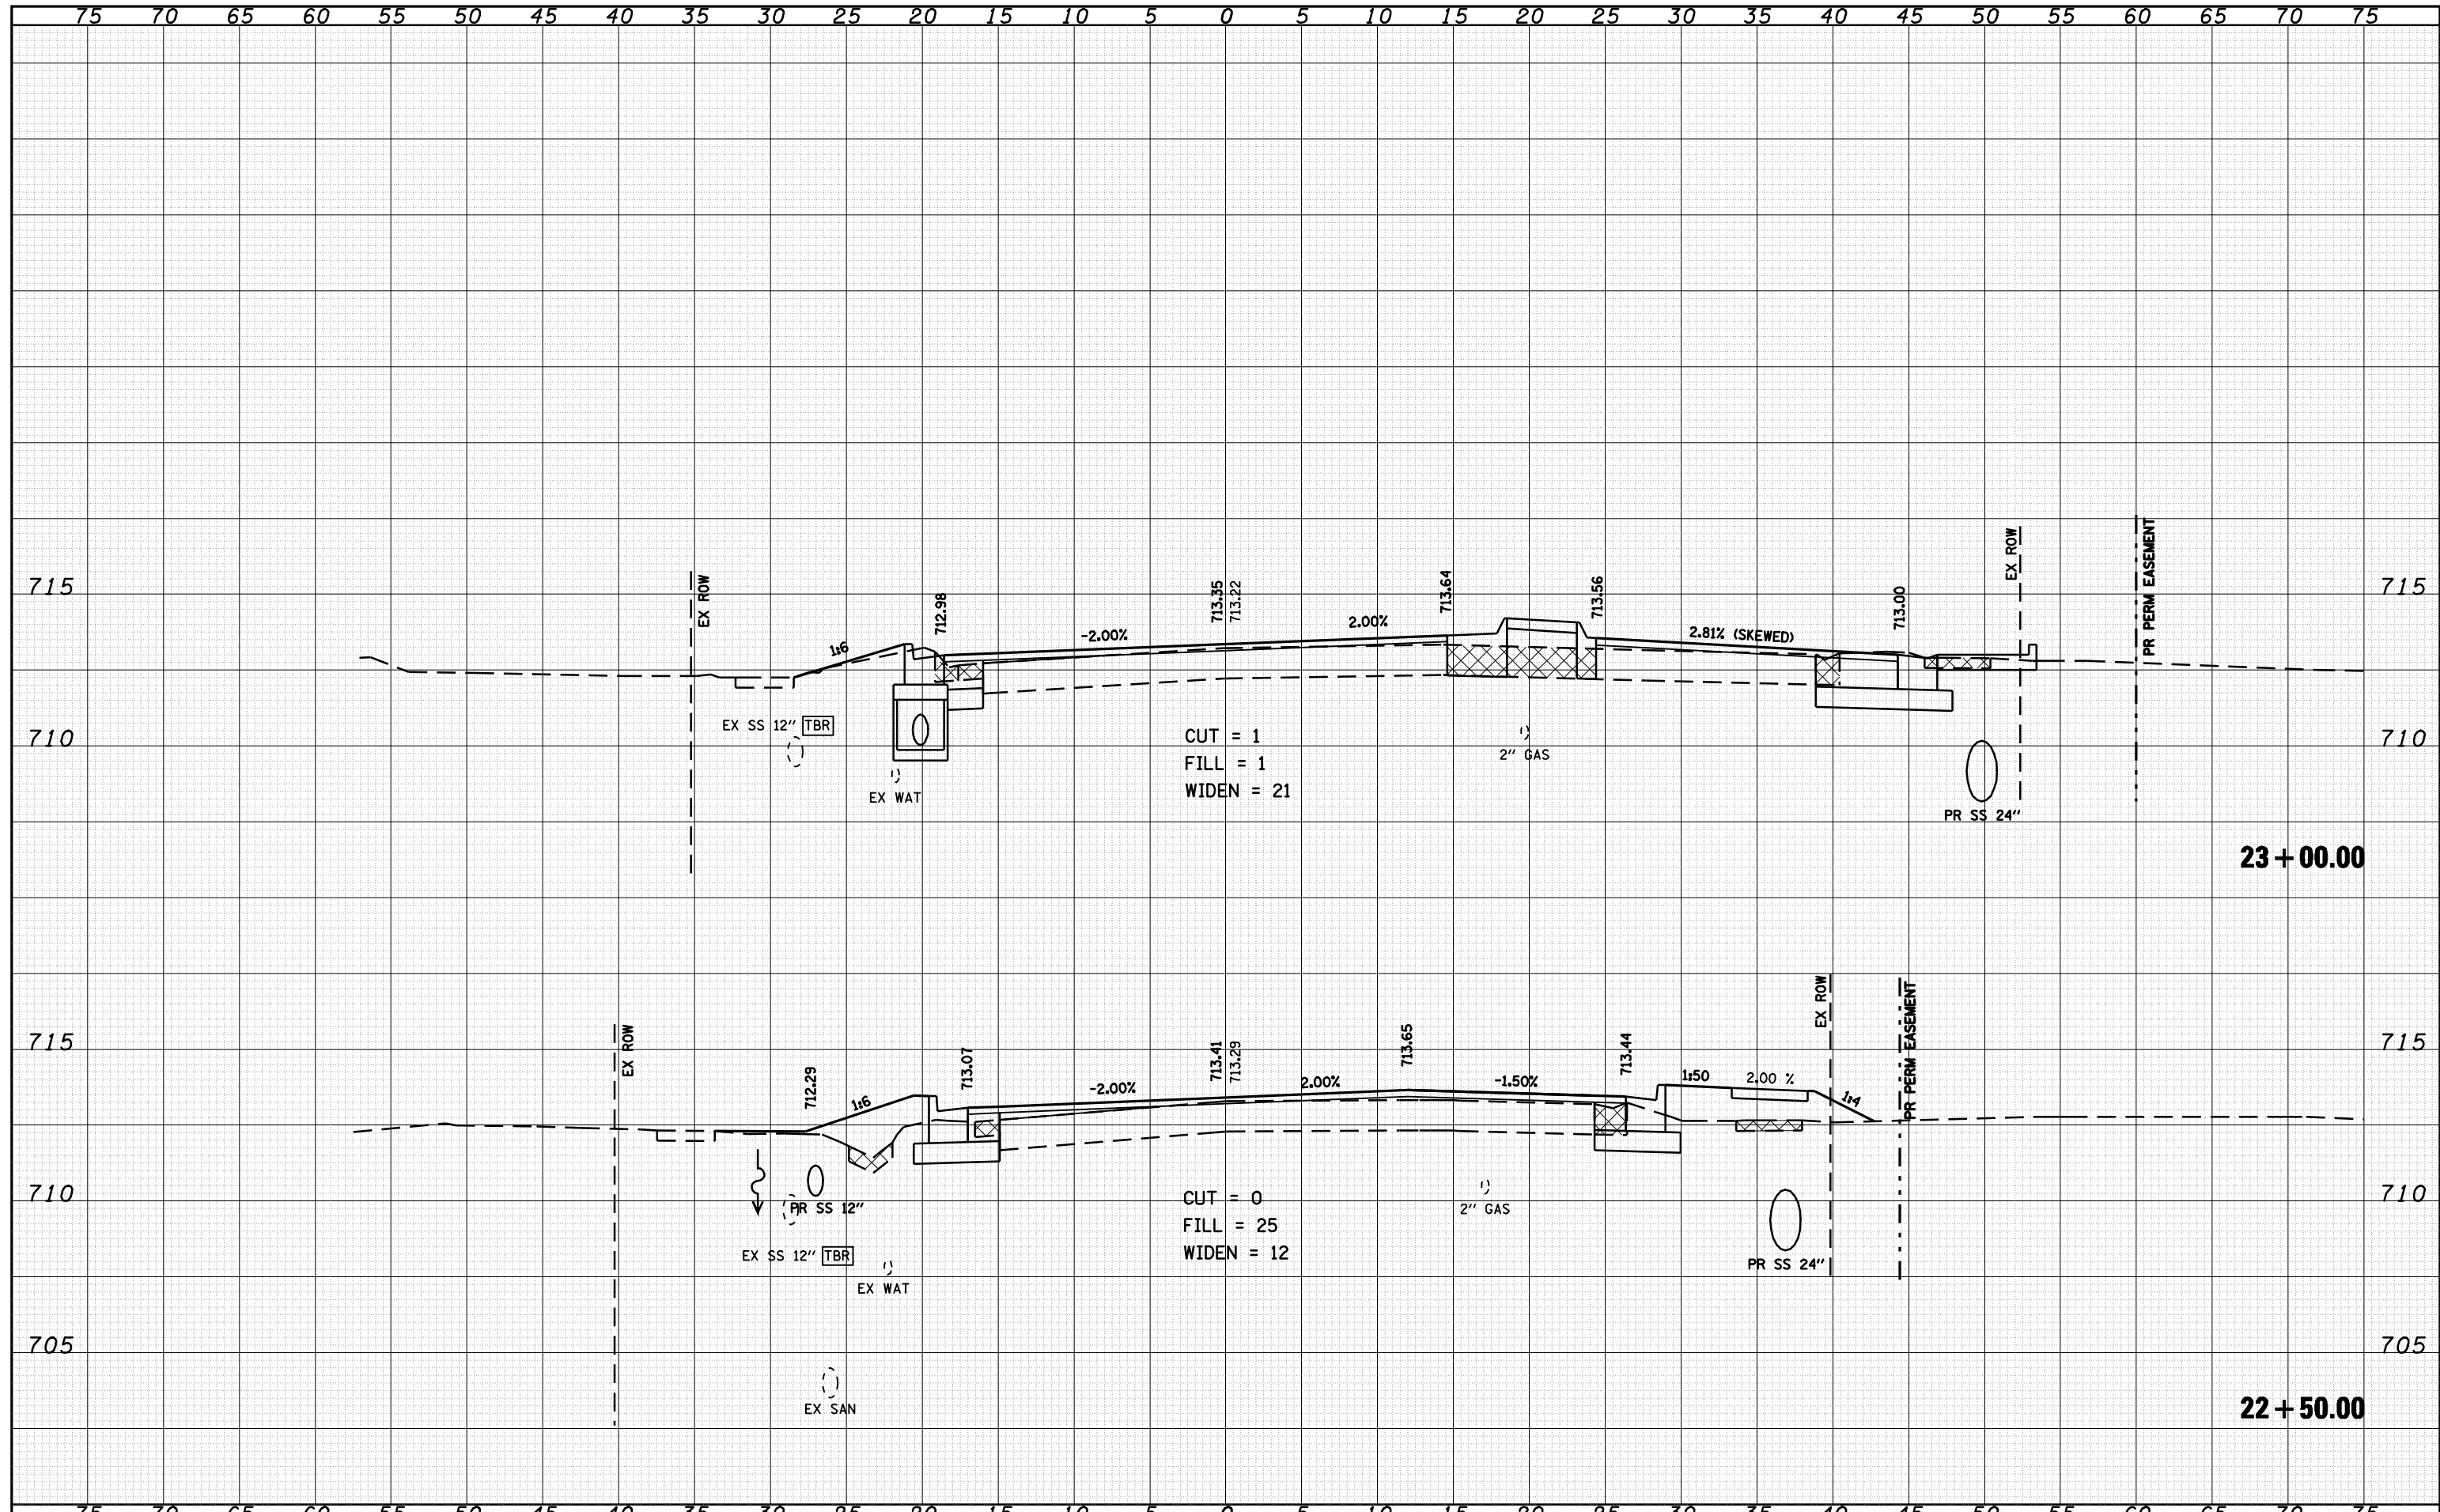 75 70 65 60 55 50 45 40 35 30 25 20 15 10 5 0 5 10 15 20 25 30 35 40 45 50 55 60 65 70 75
EX ROW
PR PERM EASEMENT
EX ROW
715
712.98
713.35
713.22
713.64
713.56
713.00
715
1:6
-2.00%
2.00%
2.81% (SKEWED)
EX SS 12" TBR
710
CUT = 1
2" GAS
710
FILL = 1
EX WAT
WIDEN = 21
PR SS 24"
23+00.00
EX ROW
PR PERM EASEMENT
EX ROW
715
712.29
713.07
713.41
713.29
713.65
713.44
715
1:6
-2.00%
2.00%
-1.50%
1:50
2.00 %
1:4
710
PR SS 12"
CUT = 0
2" GAS
710
FILL = 25
EX SS 12" TBR
WIDEN = 12
PR SS 24"
EX WAT
705
705
EX SAN
22+50.00
75 70 65 60 55 50 45 40 35 30 25 20 15 10 5 0 5 10 15 20 25 30 35 40 45 50 55 60 65 70 75